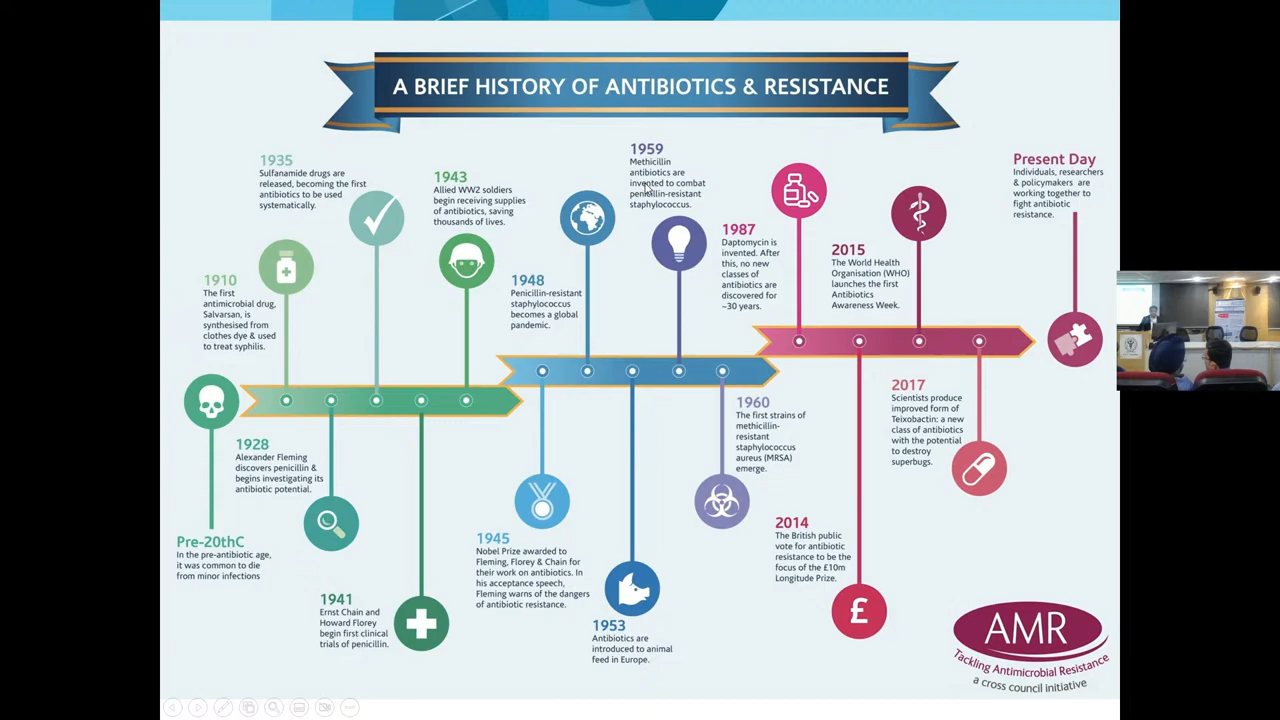 A BRIEF HISTORY OF ANTIBIOTICS & RESISTANCE
Pre-20thC
In the pre-antibiotic age,
it was common to die
from minor infections
1910
The first
antimicrobial drug,
Salvarsan, is
synthesised from
clothes dye & used
to treat syphilis.
1928
Alexander Fleming
discovers penicillin &
begins investigating its
antibiotic potential.
1935
Sulfanamide drugs are
released, becoming the first
antibiotics to be used
systematically.
1941
Ernst Chain and
Howard Florey
begin first clinical
trials of penicillin.
1943
Allied WW2 soldiers
begin receiving supplies
of antibiotics, saving
thousands of lives.
1945
Nobel Prize awarded to
Fleming, Florey & Chain for
their work on antibiotics. In
his acceptance speech,
Fleming warns of the dangers
of antibiotic resistance.
1948
Penicillin-resistant
staphylococcus
becomes a global
pandemic.
1953
Antibiotics are
introduced to animal
feed in Europe.
1959
Methicillin
antibiotics are
invented to combat
penicillin-resistant
staphylococcus.
1960
The first strains of
methicillin-
resistant
staphylococcus
aureus (MRSA)
emerge.
1987
Daptomycin is
invented. After
this, no new
classes of
antibiotics are
discovered for
~30 years.
2014
The British public
vote for antibiotic
resistance to be the
focus of the £10m
Longitude Prize.
£
2015
The World Health
Organisation (WHO)
launches the first
Antibiotics
Awareness Week.
2017
Scientists produce
improved form of
Teixobactin: a new
class of antibiotics
with the potential
to destroy
superbugs.
Present Day
Individuals, researchers
& policymakers are
working together to
fight antibiotic
resistance.
AMR
Tackling Antimicrobial Resistance
a cross council initiative